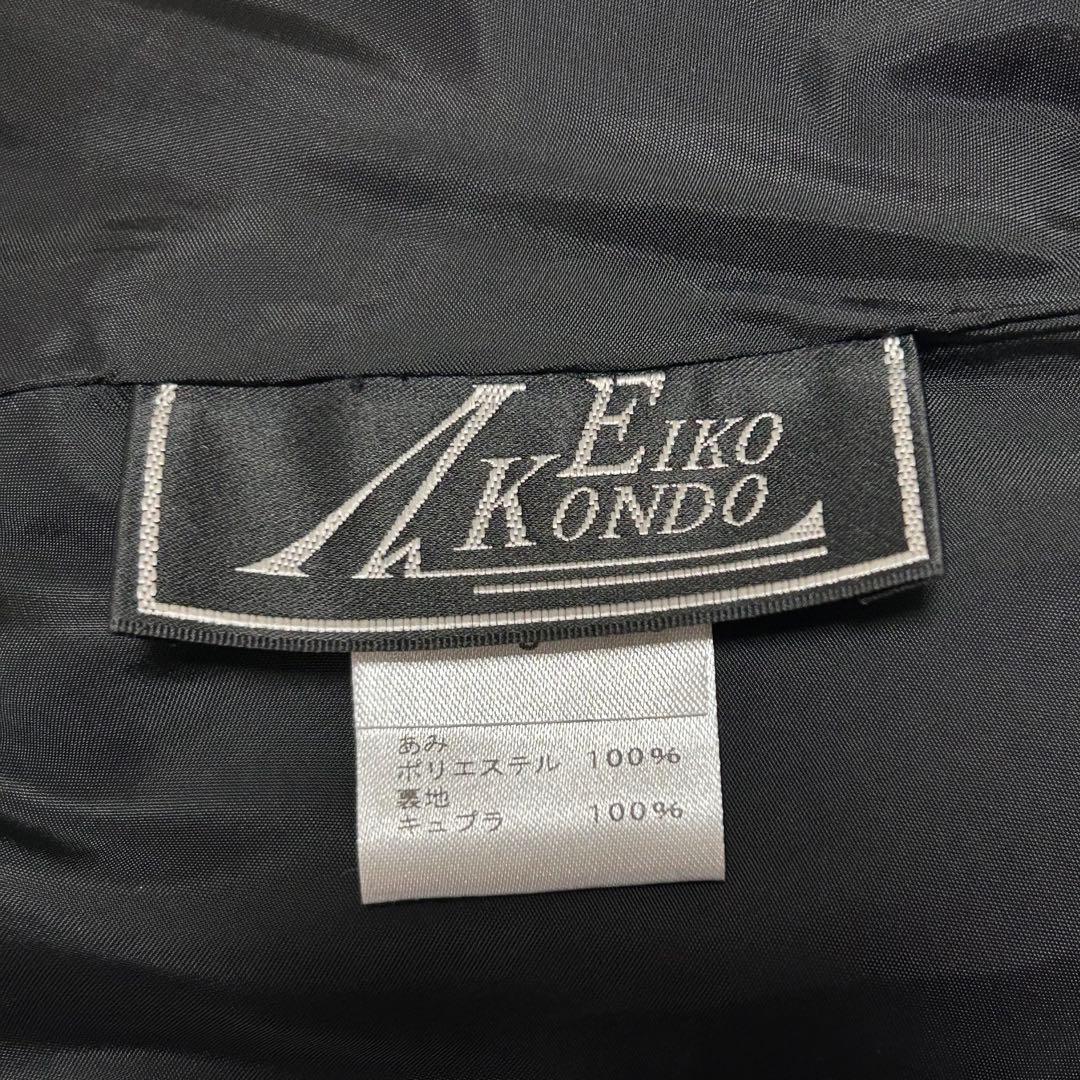 EIKO
KONDO
あみ
ポリエステル 100%
裏地
キュプラ 100%